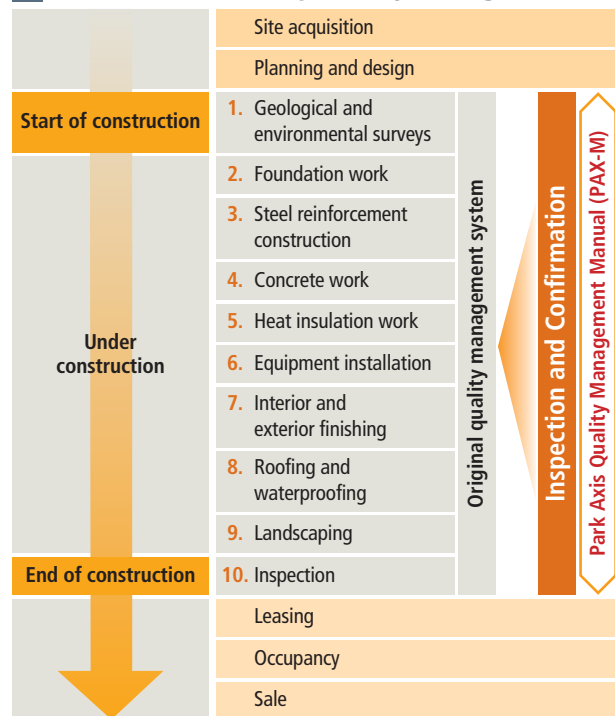 Site acquisition
Planning and design
Start of construction
1. Geological and
environmental surveys
2. Foundation work
3. Steel reinforcement
construction
4. Concrete work
5. Heat insulation work
Under
construction
6. Equipment installation
7. Interior and
exterior finishing
8. Roofing and
waterproofing
9. Landscaping
End of construction
10. Inspection
Original quality management system
Inspection and Confirmation
Park Axis Quality Management Manual (PAX-M)
Leasing
Occupancy
Sale